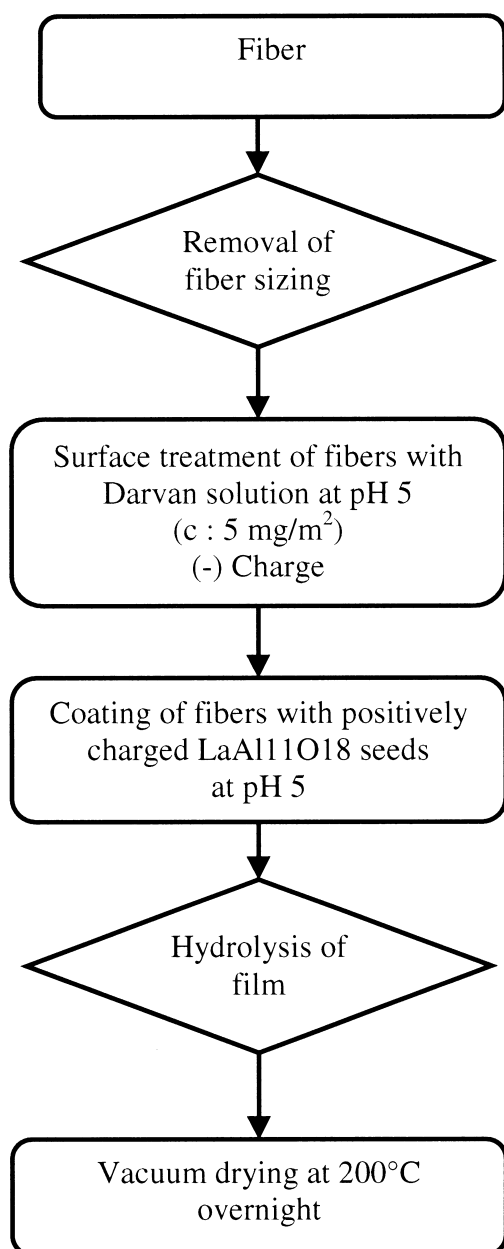 Fiber
Removal of
fiber sizing
Surface treatment of fibers with
Darvan solution at pH 5
(c : 5 mg/m²)
(-) Charge
Coating of fibers with positively
charged LaAl11O18 seeds
at pH 5
Hydrolysis of
film
Vacuum drying at 200°C
overnight